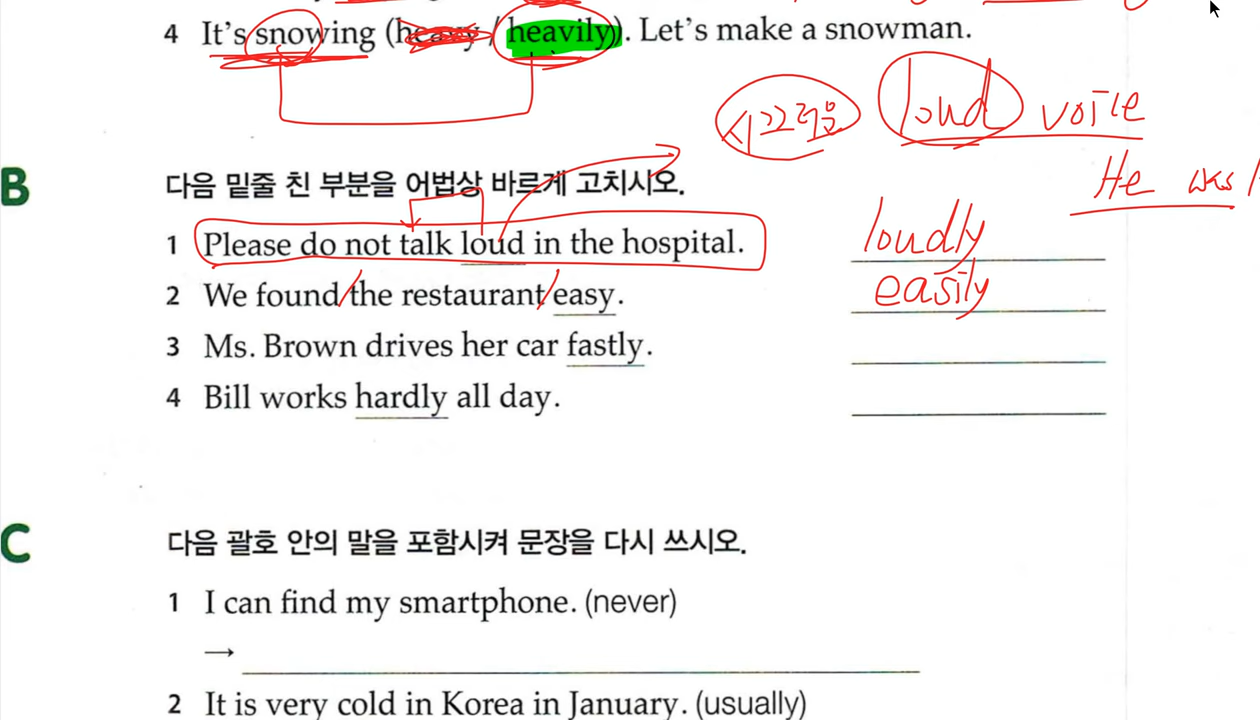 4 It's snowing (heavy / heavily). Let's make a snowman.
시끄러운 loud voice
He was
B 다음 밑줄 친 부분을 어법상 바르게 고치시오.
1 Please do not talk loud in the hospital. loudly
2 We found / the restaurant / easy. easily
3 Ms. Brown drives her car fastly.
4 Bill works hardly all day.
C 다음 괄호 안의 말을 포함시켜 문장을 다시 쓰시오.
1 I can find my smartphone. (never)
→
2 It is very cold in Korea in January. (usually)